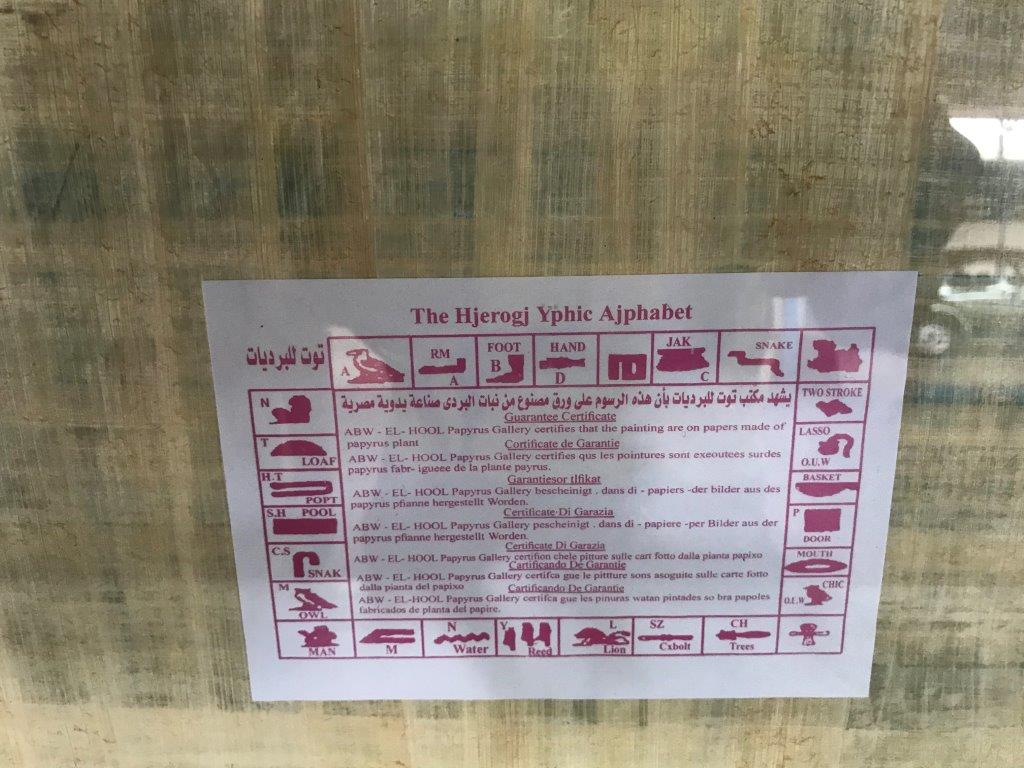 The Hjerogj Yphic Ajphabet
توت للبرديات
A
RM
A
FOOT
B
HAND
D
JAK
C
SNAKE
N
T
LOAF
H.T
POPT
S.H POOL
C.S
SNAK
M
OWL
يشهد مكتب توت للبرديات بأن هذه الرسوم على ورق مصنوع من نبات البردى صناعة يدوية مصرية
Guarantee Certificate
ABW - EL- HOOL Papyrus Gallery certifies that the painting are on papers made of
papyrus plant
Cortificate de Garantie
ABW - EL- HOOL Papyrus Gallery certifies qùs les pointures sont exeoutees surdes
papyrus fabr- igueee de la plante payrus.
Garantiesor tlfikat
ABW - EL- HOOL Papyrus Gallery bescheinigt . dans di - papiers -der bilder aus des
papyrus pfianne hergestellt Worden.
Certificate Di Garazia
ABW - EL- HOOL Papyrus Gallery pescheinigt . dans di - papiere -per Bilder aus der
papyrus pfianne hergestellt Worden.
Certificate Di Garazia
ABW - EL- HOOL Papyrus Gallery certifion chele pitture sulle cart fotto dalla pianta papixo
Cartificando De Garantie
ABW - EL- HOOL Papyrus Gallery certifca gue le pittture sons asoguite sulle carte fotto
dalla pianta del papixo
Cartificando De Garantie
ABW - EL-HOOL Papyrus Gallery certifca gue les pinuras watan pintades so bra papoles
fabricados de planta del papire.
TWO STROKE
LASSO
O.U.W
BASKET
P
DOOR
MOUTH
CHIC
O.E.W
MAN
M
N
Water
Y
Reed
L
Lion
SZ
Cxbolt
CH
Trees